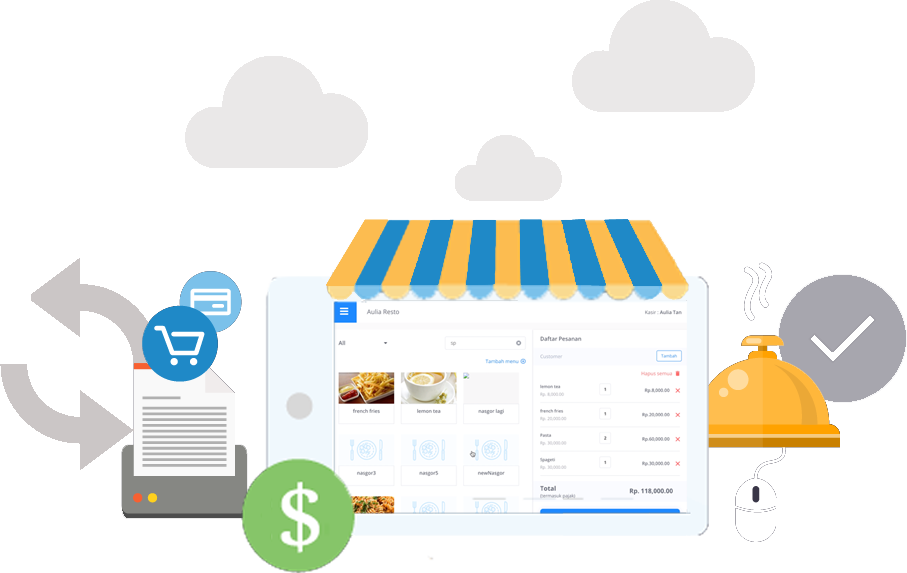 Aulia Resto
Kasir : Aulia Tan
All
sp
Tambah menu
french fries
lemon tea
nasgor lagi
nasgor3
nasgor5
newNasgor
Daftar Pesanan
Customer
Tambah
Hapus semua
lemon tea
Rp. 8,000.00
1
Rp.8,000.00
french fries
Rp. 20,000.00
1
Rp.20,000.00
Pasta
Rp. 30,000.00
2
Rp.60,000.00
Spageti
Rp. 30,000.00
1
Rp.30,000.00
Total
(termasuk pajak)
Rp. 118,000.00
$